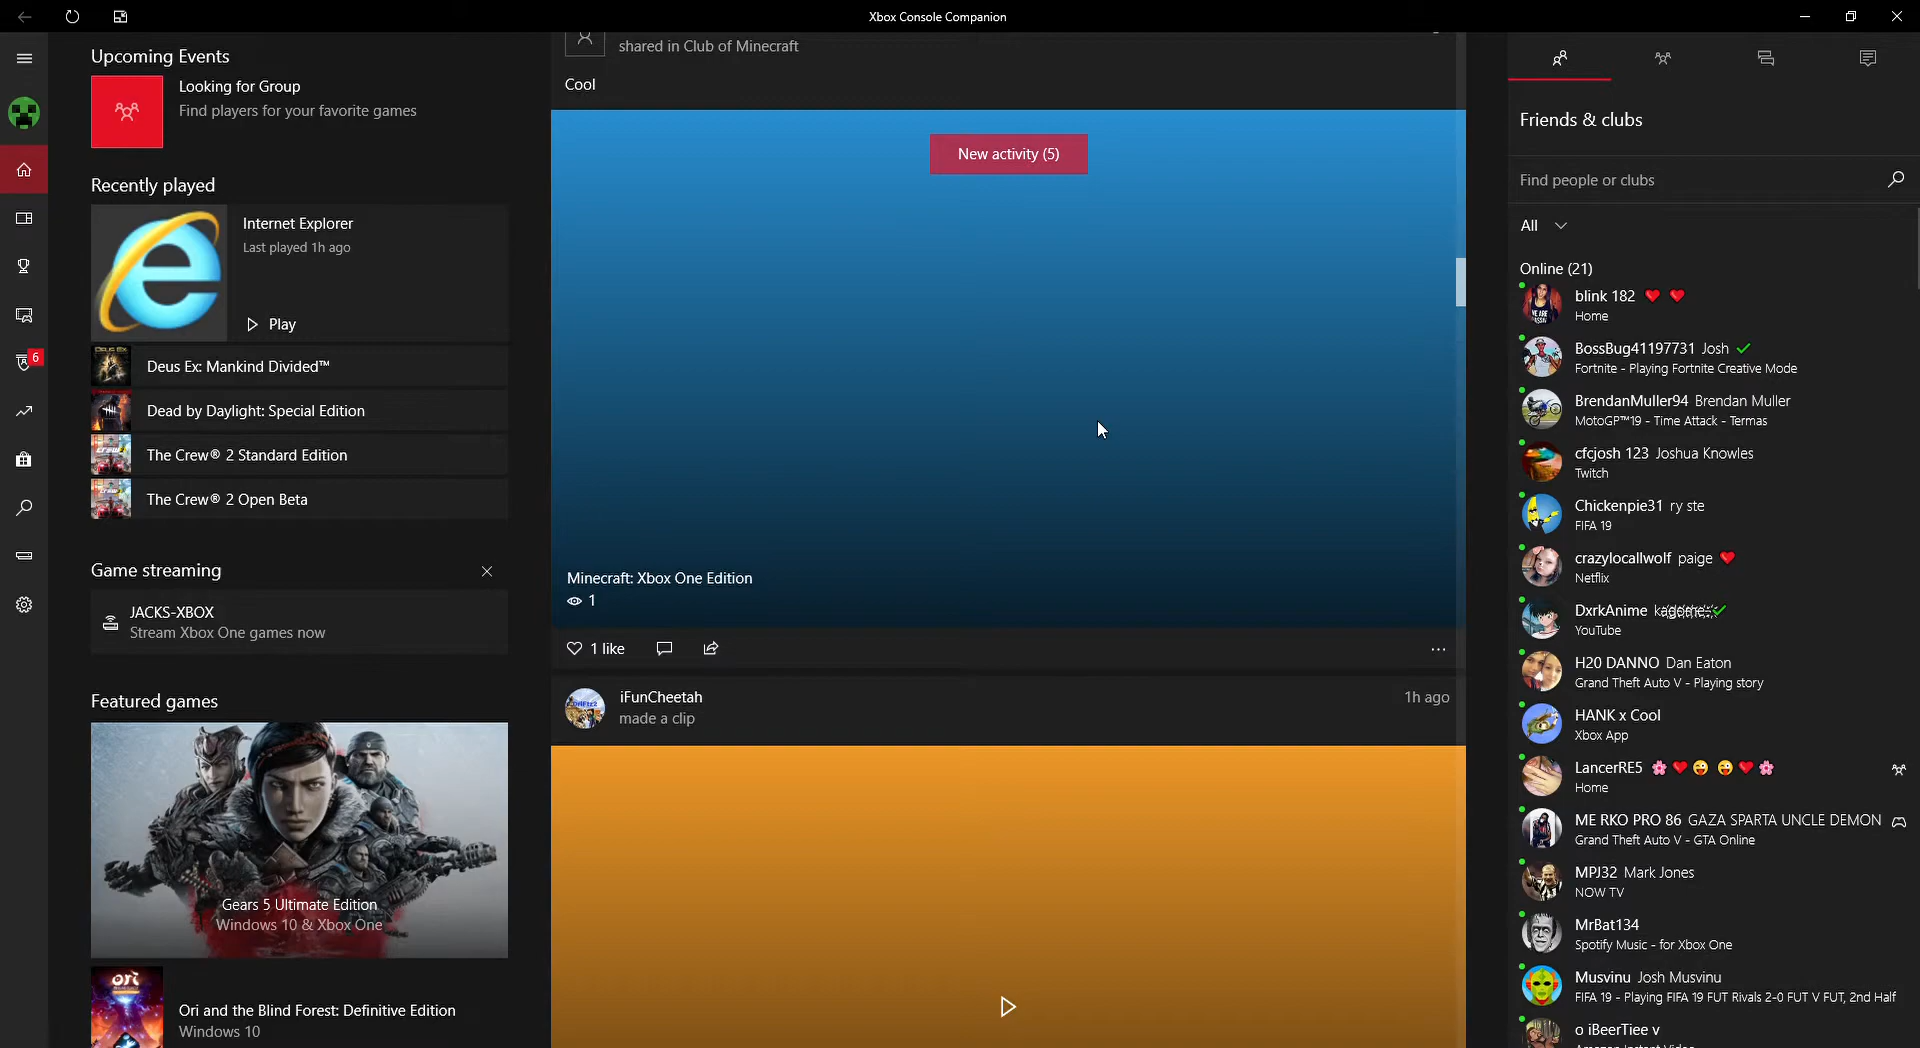 Xbox Console Companion
Upcoming Events
Looking for Group
Find players for your favorite games
Recently played
Internet Explorer
Last played 1h ago
Play
Deus Ex: Mankind Divided™
Dead by Daylight: Special Edition
The Crew® 2 Standard Edition
The Crew® 2 Open Beta
6
Game streaming
JACKS-XBOX
Stream Xbox One games now
Featured games
Gears 5 Ultimate Edition
Windows 10 & Xbox One
ori
Ori and the Blind Forest: Definitive Edition
Windows 10
shared in Club of Minecraft
Cool
New activity (5)
Minecraft: Xbox One Edition
1
1 like
iFunCheetah
made a clip
1h ago
Friends & clubs
Find people or clubs
All
Online (21)
blink 182 ❤️ ❤️
Home
BossBug41197731 Josh ✓
Fortnite - Playing Fortnite Creative Mode
BrendanMuller94 Brendan Muller
MotoGP™19 - Time Attack - Termas
cfcjosh 123 Joshua Knowles
Twitch
Chickenpie31 ry ste
FIFA 19
crazylocallwolf paige ❤️
Netflix
DxrkAnime
YouTube
H20 DANNO Dan Eaton
Grand Theft Auto V - Playing story
HANK x Cool
Xbox App
LancerRE5 🌸❤️😜 😜❤️🌸
Home
ME RKO PRO 86 GAZA SPARTA UNCLE DEMON
Grand Theft Auto V - GTA Online
MPJ32 Mark Jones
NOW TV
MrBat134
Spotify Music - for Xbox One
Musvinu Josh Musvinu
FIFA 19 - Playing FIFA 19 FUT Rivals 2-0 FUT V FUT, 2nd Half
o iBeerTiee v